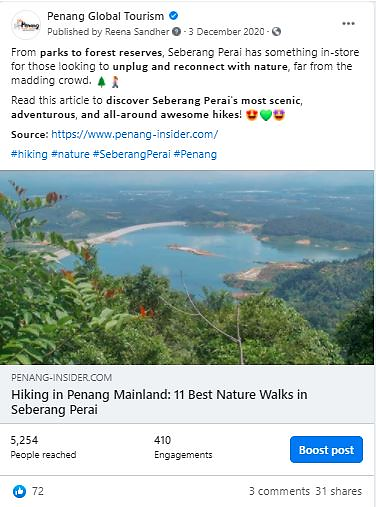 Penang Global Tourism
Published by Reena Sandher · 3 December 2020 ·
From parks to forest reserves, Seberang Perai has something in-store
for those looking to unplug and reconnect with nature, far from the
madding crowd. 🌲🚶
Read this article to discover Seberang Perai's most scenic,
adventurous, and all-around awesome hikes! 😍💚🤩
Source: https://www.penang-insider.com/
#hiking #nature #SeberangPerai #Penang
PENANG-INSIDER.COM
Hiking in Penang Mainland: 11 Best Nature Walks in
Seberang Perai
5,254
People reached
410
Engagements
Boost post
72
3 comments 31 shares